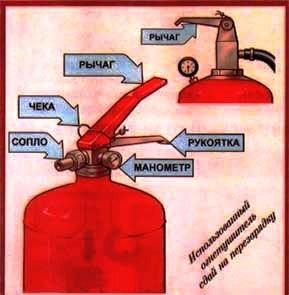 РЫЧАГ
РЫЧАГ
ЧЕКА
СОПЛО
РУКОЯТКА
МАНОМЕТР
Использованный
огнетушитель
сдай на перезарядку